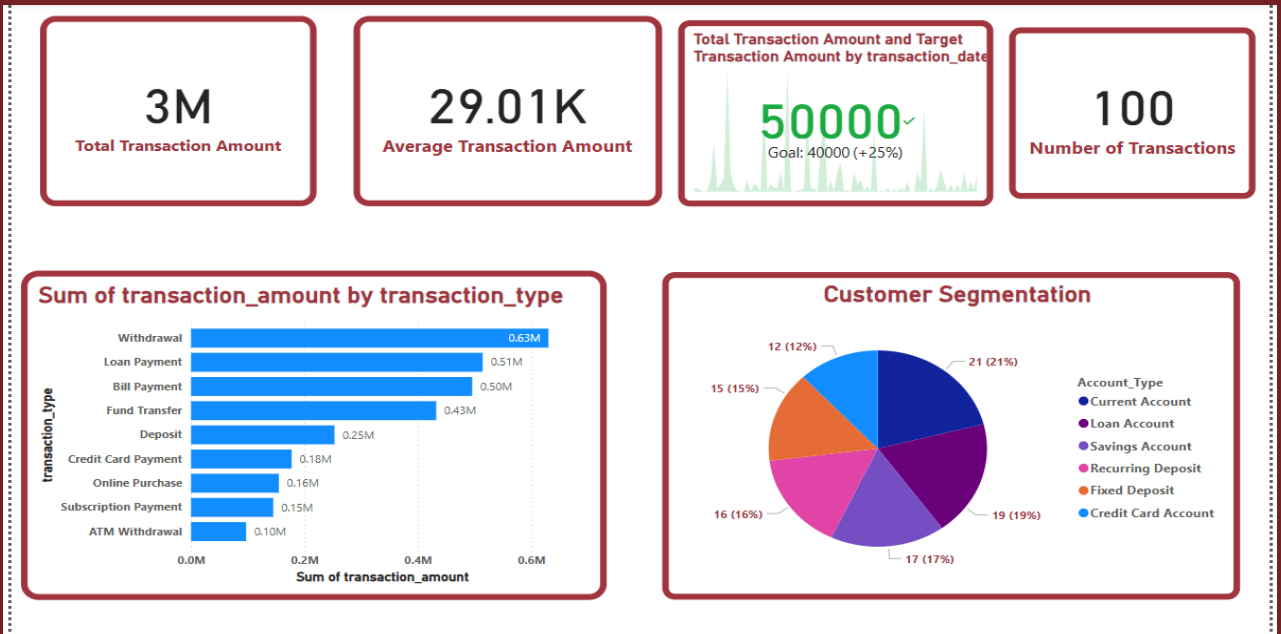 3M
Total Transaction Amount
29.01K
Average Transaction Amount
Total Transaction Amount and Target
Transaction Amount by transaction_date
50000
Goal: 40000 (+25%)
100
Number of Transactions
Sum of transaction_amount by transaction_type
transaction_type
Withdrawal 0.63M
Loan Payment 0.51M
Bill Payment 0.50M
Fund Transfer 0.43M
Deposit 0.25M
Credit Card Payment 0.18M
Online Purchase 0.16M
Subscription Payment 0.15M
ATM Withdrawal 0.10M
0.0M 0.2M 0.4M 0.6M
Sum of transaction_amount
Customer Segmentation
12 (12%)
21 (21%)
15 (15%)
16 (16%)
19 (19%)
17 (17%)
Account_Type
Current Account
Loan Account
Savings Account
Recurring Deposit
Fixed Deposit
Credit Card Account